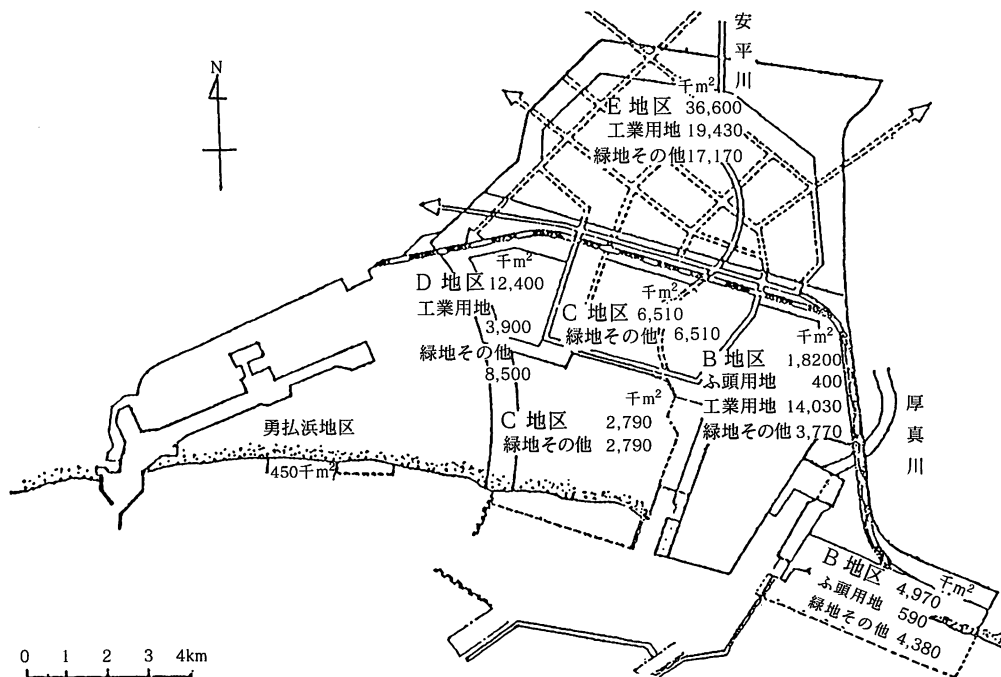 安平川
N
千m²
E 地区 36,600
工業用地 19,430
緑地その他 17,170
千m²
D 地区 12,400
工業用地
3,900
緑地その他
8,500
千m²
C 地区 6,510
緑地その他 6,510
千m²
B 地区 1,8200
ふ頭用地 400
工業用地 14,030
緑地その他 3,770
千m²
C 地区 2,790
緑地その他 2,790
厚真川
勇払浜地区
450千m²
千m²
B 地区 4,970
ふ頭用地 590
緑地その他 4,380
0 1 2 3 4km